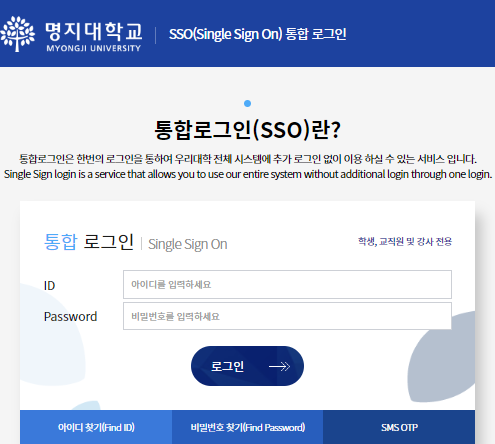 명지대학교
MYONGJI UNIVERSITY
SSO(Single Sign On) 통합 로그인
통합로그인(SSO)란?
통합로그인은 한번의 로그인을 통하여 우리대학 전체 시스템에 추가 로그인 없이 이용 하실 수 있는 서비스 입니다.
Single Sign login is a service that allows you to use our entire system without additional login through one login.
통합 로그인 | Single Sign On
학생, 교직원 및 강사 전용
ID 아이디를 입력하세요
Password 비밀번호를 입력하세요
로그인
아이디 찾기(Find ID) 비밀번호 찾기(Find Password) SMS OTP